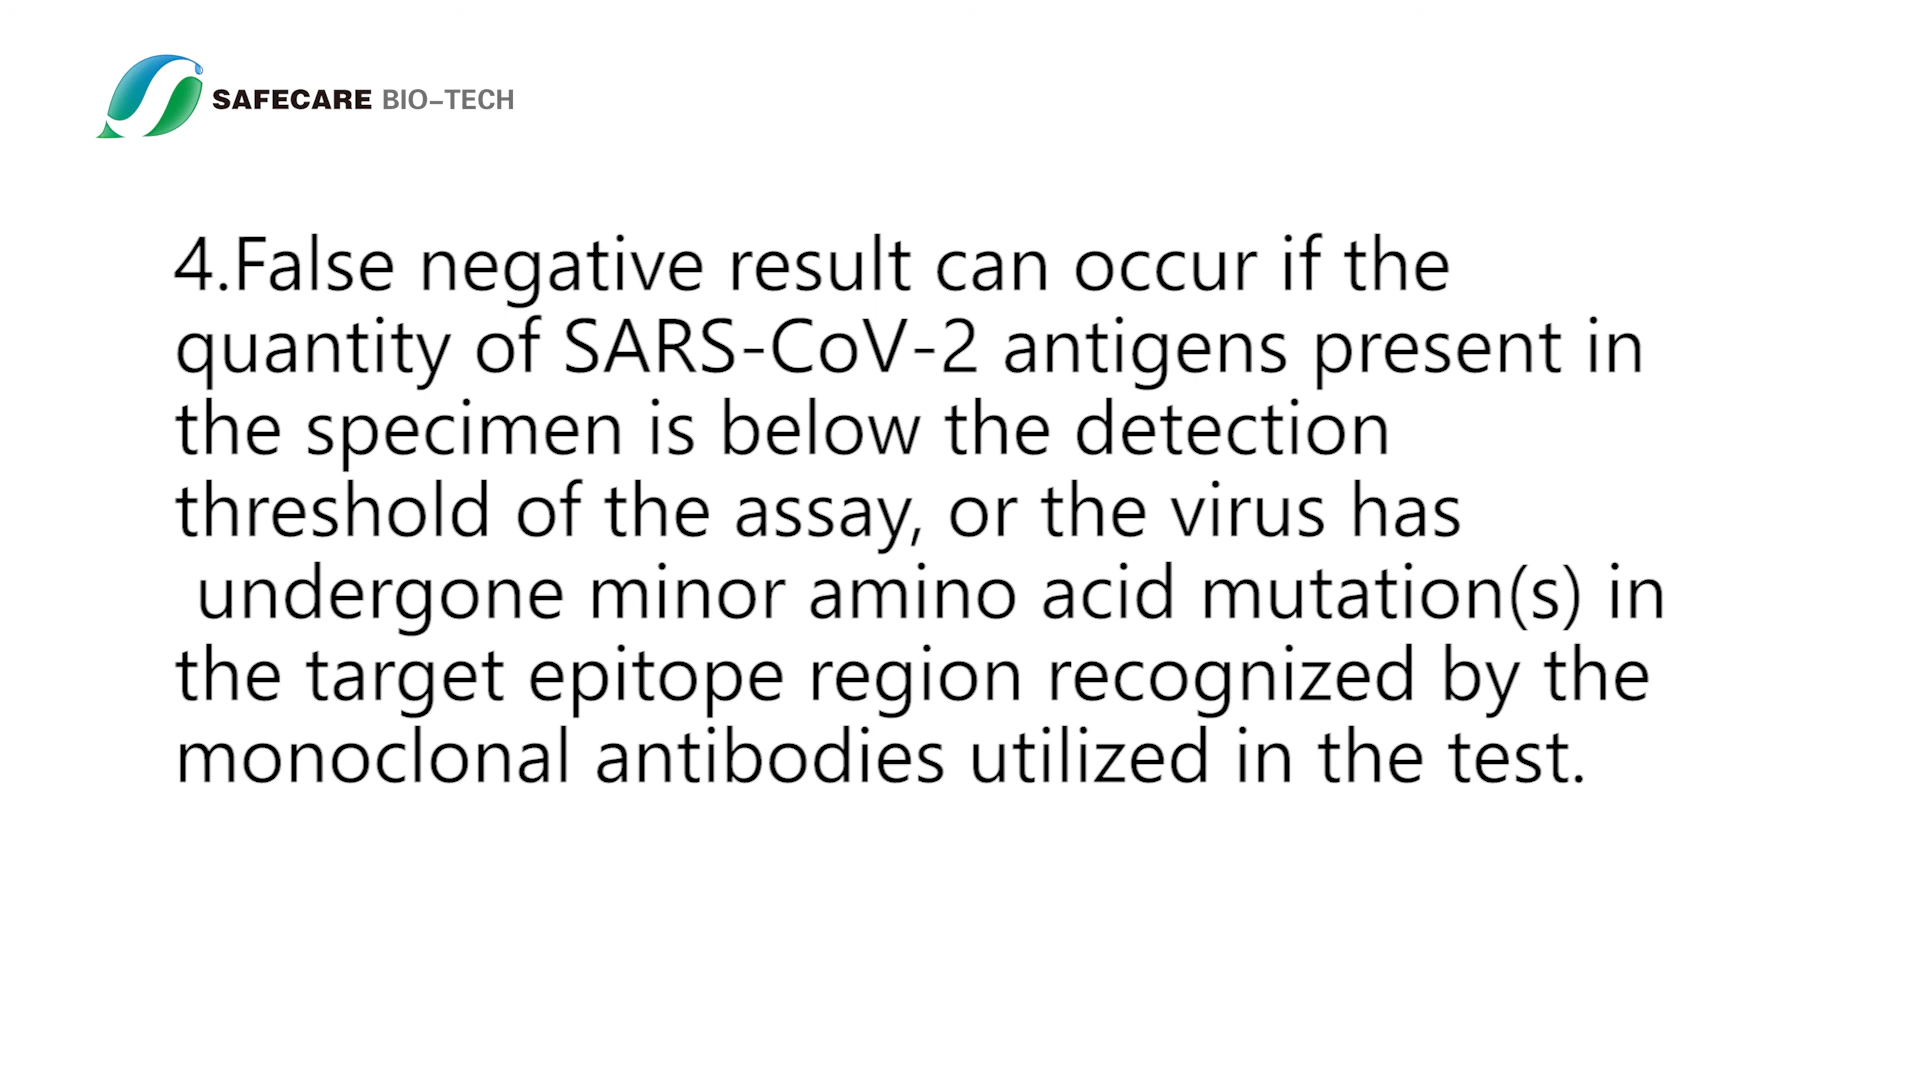 SAFECARE BIO-TECH
4.False negative result can occur if the
quantity of SARS-CoV-2 antigens present in
the specimen is below the detection
threshold of the assay, or the virus has
undergone minor amino acid mutation(s) in
the target epitope region recognized by the
monoclonal antibodies utilized in the test.